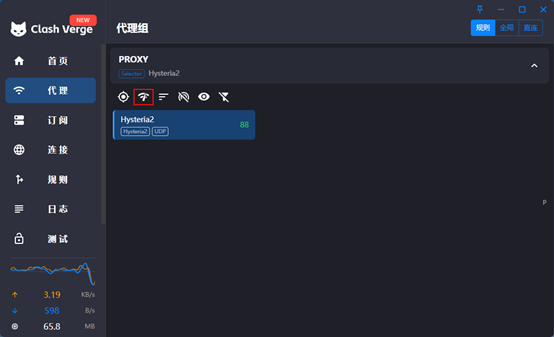 NEW
Clash Verge
首页
代理
订阅
连接
规则
日志
测试
3.19 KB/s
598 B/s
65.8 MB
代理组
规则 全局 直连
PROXY
Selector Hysteria2
Hysteria2
Hysteria2 UDP
88
P